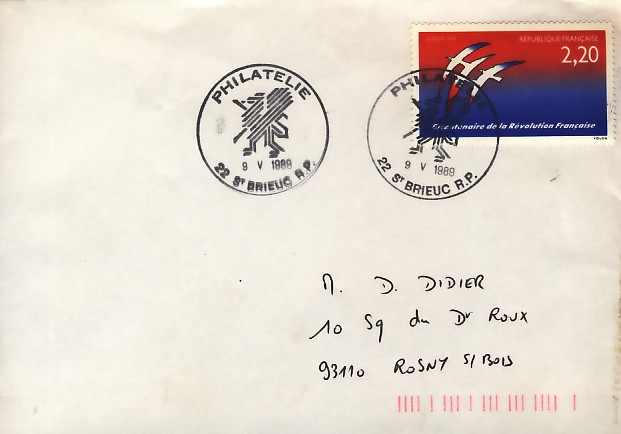 RÉPUBLIQUE FRANÇAISE
2,20
Bicentenaire de la Révolution Française
FOLON
PHILATELIE
9 V 1989
22 ST BRIEUC R.P.
PHILATELIE
9 V 1989
22 ST BRIEUC R.P.
M. D. DIDIER
10 Sq du Dr Roux
93110 ROSNY S/BOIS